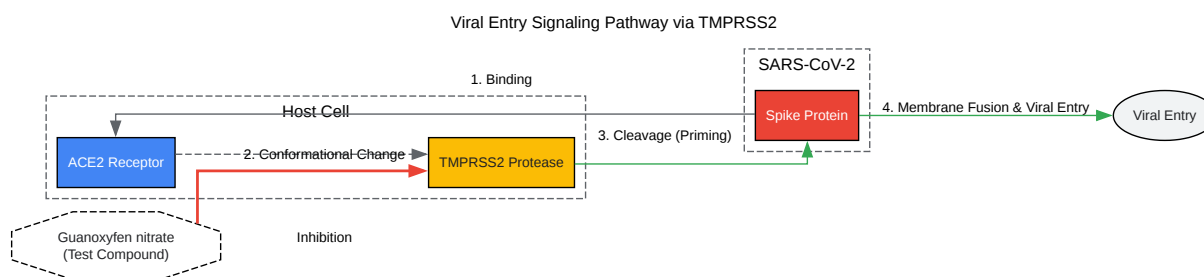 Viral Entry Signaling Pathway via TMPRSS2
SARS-CoV-2
1. Binding
Host Cell
Spike Protein
4. Membrane Fusion & Viral Entry
Viral Entry
3. Cleavage (Priming)
ACE2 Receptor
2. Conformational Change
TMPRSS2 Protease
Guanoxyfen nitrate
(Test Compound)
Inhibition